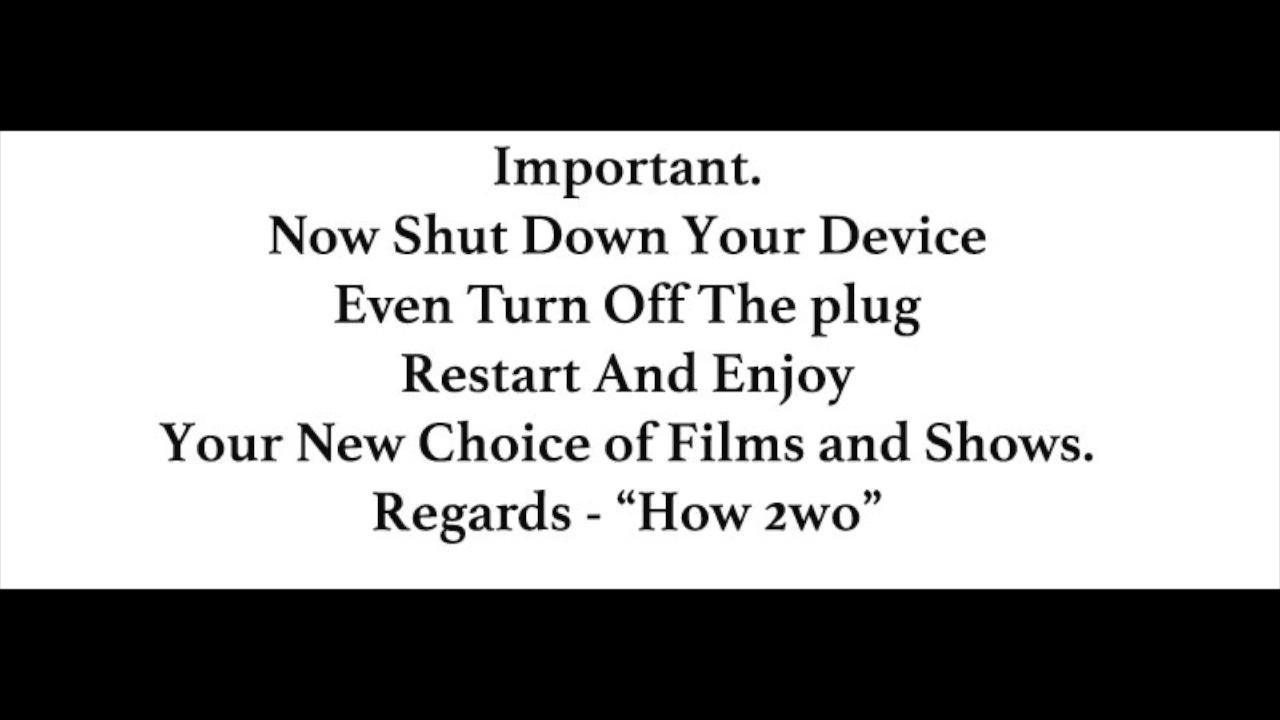 Important.
Now Shut Down Your Device
Even Turn Off The plug
Restart And Enjoy
Your New Choice of Films and Shows.
Regards - “How 2wo”